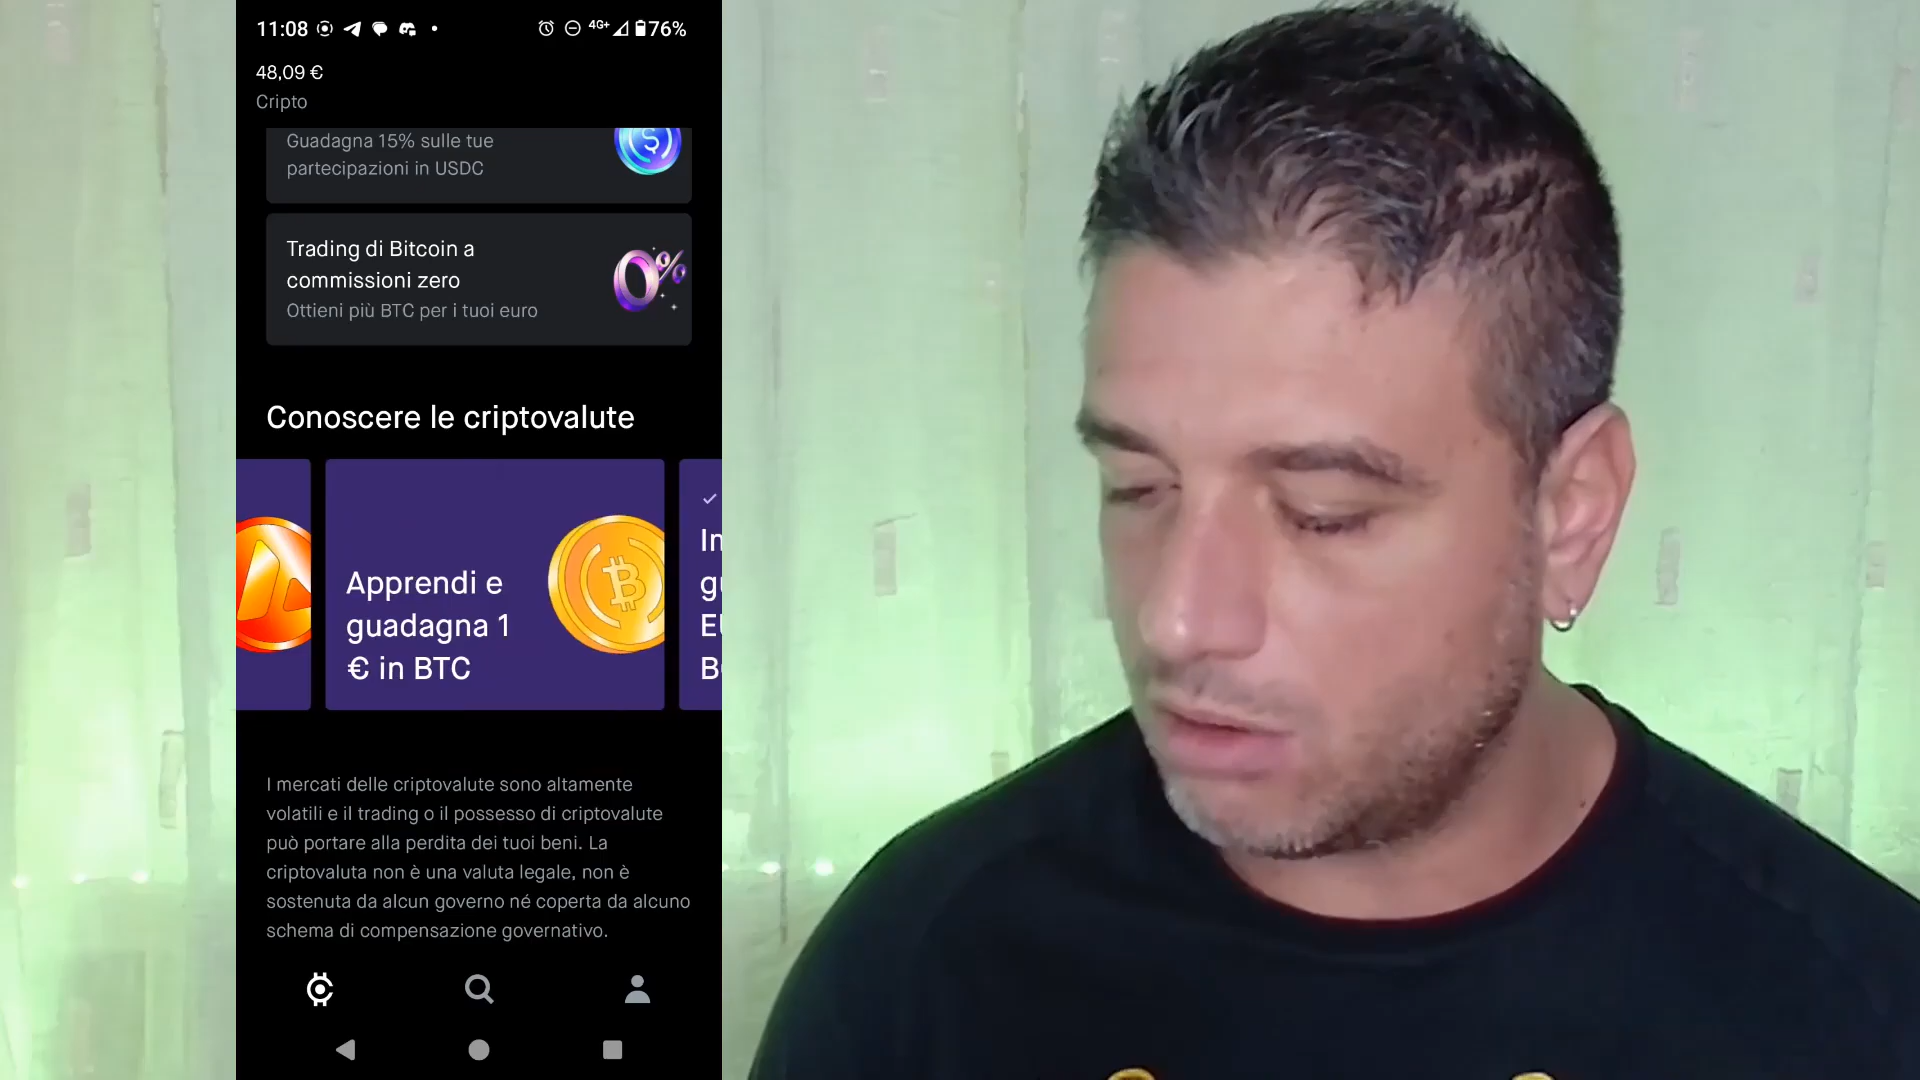 11:08
4G+
76%
48,09 €
Cripto
Guadagna 15% sulle tue
partecipazioni in USDC
Trading di Bitcoin a
commissioni zero
Ottieni più BTC per i tuoi euro
0%
Conoscere le criptovalute
Apprendi e
guadagna 1
€ in BTC
I mercati delle criptovalute sono altamente
volatili e il trading o il possesso di criptovalute
può portare alla perdita dei tuoi beni. La
criptovaluta non è una valuta legale, non è
sostenuta da alcun governo né coperta da alcuno
schema di compensazione governativo.